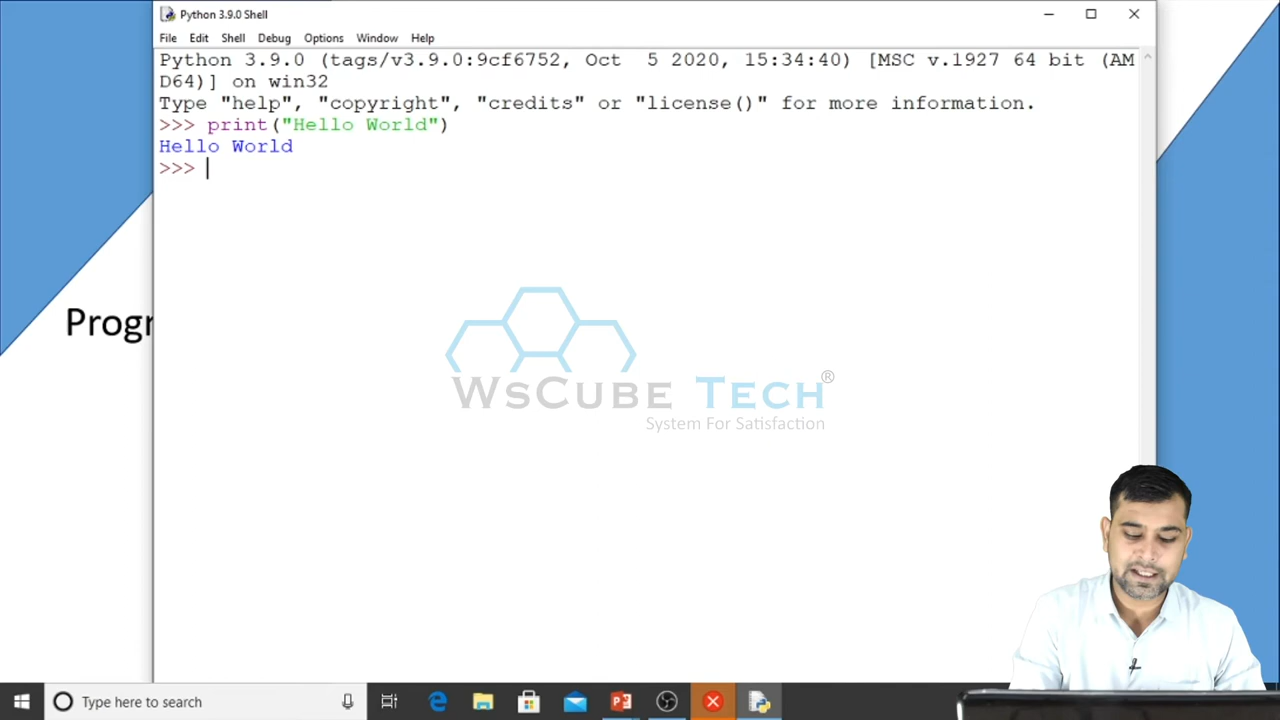 Python 3.9.0 Shell
File Edit Shell Debug Options Window Help
Python 3.9.0 (tags/v3.9.0:9cf6752, Oct  5 2020, 15:34:40) [MSC v.1927 64 bit (AM
D64)] on win32
Type "help", "copyright", "credits" or "license()" for more information.
>>> print("Hello World")
Hello World
>>>
Progr
WsCube Tech®
System For Satisfaction
Type here to search